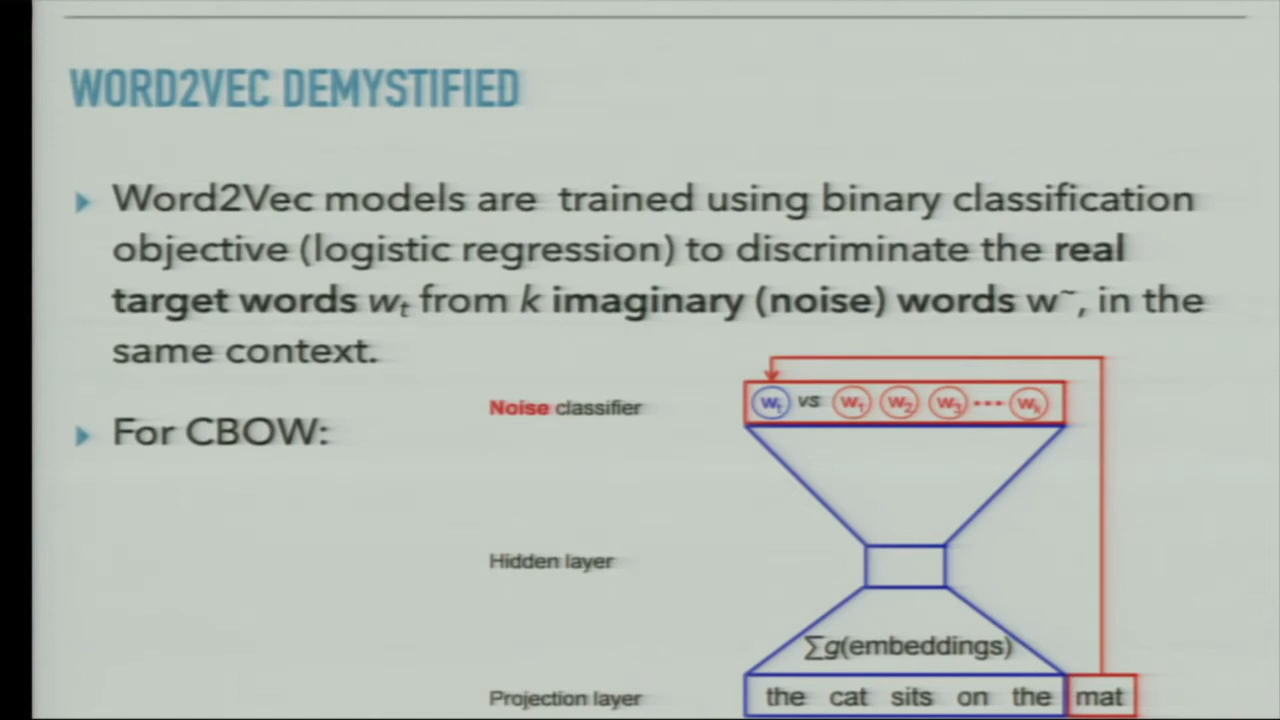 WORD2VEC DEMYSTIFIED
Word2Vec models are trained using binary classification
objective (logistic regression) to discriminate the real
target words wt from k imaginary (noise) words w~, in the
same context.
For CBOW:
Noise classifier
wt vs w1 w2 w3 ---- wk
Hidden layer
∑g(embeddings)
Projection layer
the cat sits on the mat